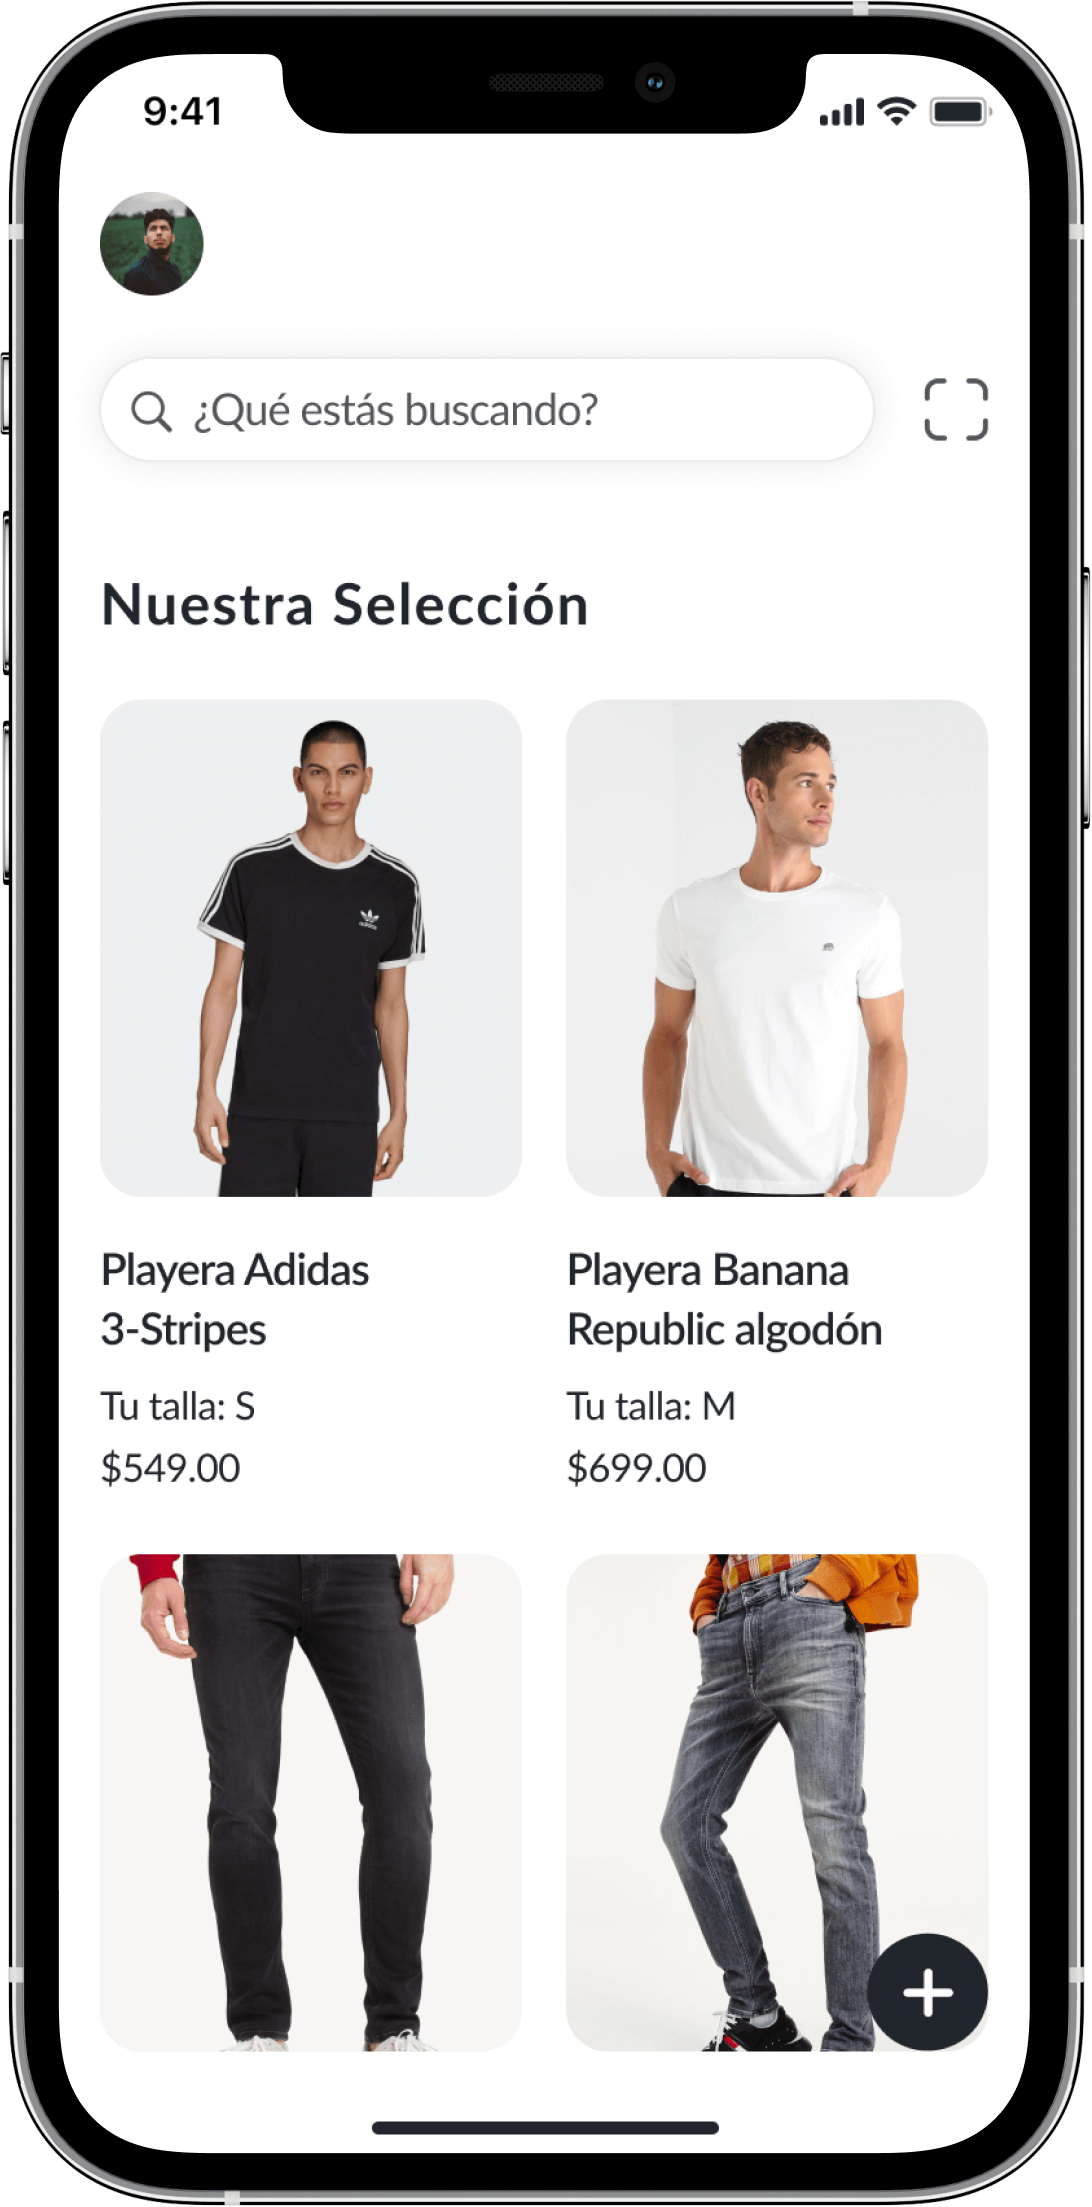 9:41
¿Qué estás buscando?
Nuestra Selección
adidas
Playera Adidas
3-Stripes
Tu talla: S
$549.00
Playera Banana
Republic algodón
Tu talla: M
$699.00